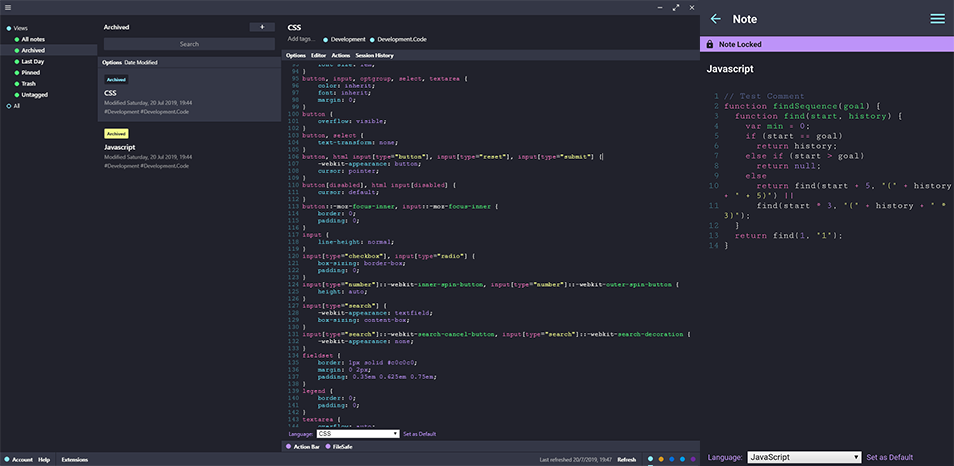 Views
All notes
Archived
Last Day
Pinned
Trash
Untagged
All
Archived
+
Search
Options Date Modified
Archived
CSS
Modified Saturday, 20 Jul 2019, 19:44
#Development #Development.Code
Archived
Javascript
Modified Saturday, 20 Jul 2019, 19:44
#Development #Development.Code
CSS
Add tags... Development Development.Code
Options Editor Actions Session History
94 }
95 button, input, optgroup, select, textarea {
96 color: inherit;
97 font: inherit;
98 margin: 0;
99 }
100 button {
101 overflow: visible;
102 }
103 button, select {
104 text-transform: none;
105 }
106 button, html input[type="button"], input[type="reset"], input[type="submit"] {
107 -webkit-appearance: button;
108 cursor: pointer;
109 }
110 button[disabled], html input[disabled] {
111 cursor: default;
112 }
113 button::-moz-focus-inner, input::-moz-focus-inner {
114 border: 0;
115 padding: 0;
116 }
117 input {
118 line-height: normal;
119 }
120 input[type="checkbox"], input[type="radio"] {
121 box-sizing: border-box;
122 padding: 0;
123 }
124 input[type="number"]::-webkit-inner-spin-button, input[type="number"]::-webkit-outer-spin-button {
125 height: auto;
126 }
127 input[type="search"] {
128 -webkit-appearance: textfield;
129 box-sizing: content-box;
130 }
131 input[type="search"]::-webkit-search-cancel-button, input[type="search"]::-webkit-search-decoration {
132 -webkit-appearance: none;
133 }
134 fieldset {
135 border: 1px solid #c0c0c0;
136 margin: 0 2px;
137 padding: 0.35em 0.625em 0.75em;
138 }
139 legend {
140 border: 0;
141 padding: 0;
142 }
143 textarea {
Language: CSS Set as Default
Action Bar FileSafe
Account Help Extensions
Last refreshed 20/7/2019, 19:47 Refresh
Note
Note Locked
Javascript
1 // Test Comment
2 function findSequence(goal) {
3 function find(start, history) {
4 var min = 0;
5 if (start == goal)
6 return history;
7 else if (start > goal)
8 return null;
9 else
10 return find(start + 5, "(" + history
+ " + 5)") ||
11 find(start * 3, "(" + history + " *
3)");
12 }
13 return find(1, "1");
14 }
Language: JavaScript Set as Default